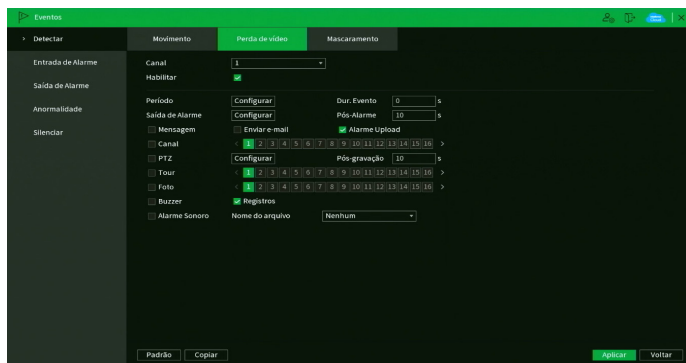 Eventos
> Detectar
Movimento Perda de vídeo Mascaramento
Entrada de Alarme
Saída de Alarme
Anormalidade
Silenciar
Canal 1
Habilitar
Período Configurar Dur. Evento 0 s
Saída de Alarme Configurar Pós-Alarme 10 s
Mensagem Enviar e-mail Alarme Upload
Canal < 1 2 3 4 5 6 7 8 9 10 11 12 13 14 15 16 >
PTZ Configurar Pós-gravação 10 s
Tour < 1 2 3 4 5 6 7 8 9 10 11 12 13 14 15 16 >
Foto < 1 2 3 4 5 6 7 8 9 10 11 12 13 14 15 16 >
Buzzer Registros
Alarme Sonoro Nome do arquivo Nenhum
Padrão Copiar Aplicar Voltar